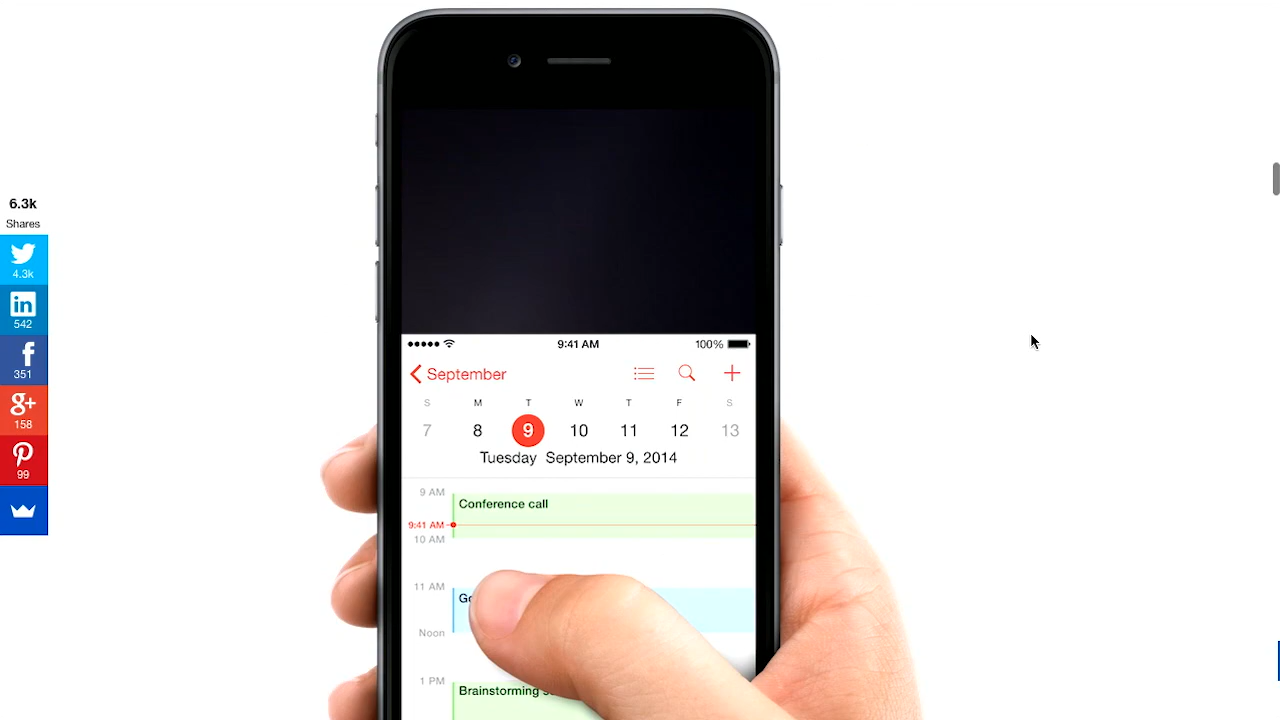 6.3k
Shares
4.3k
in
542
f
351
g+
158
99
9:41 AM 100%
September
S M T W T F S
7 8 9 10 11 12 13
Tuesday September 9, 2014
9 AM
Conference call
9:41 AM
10 AM
11 AM
Noon
1 PM
Brainstorming